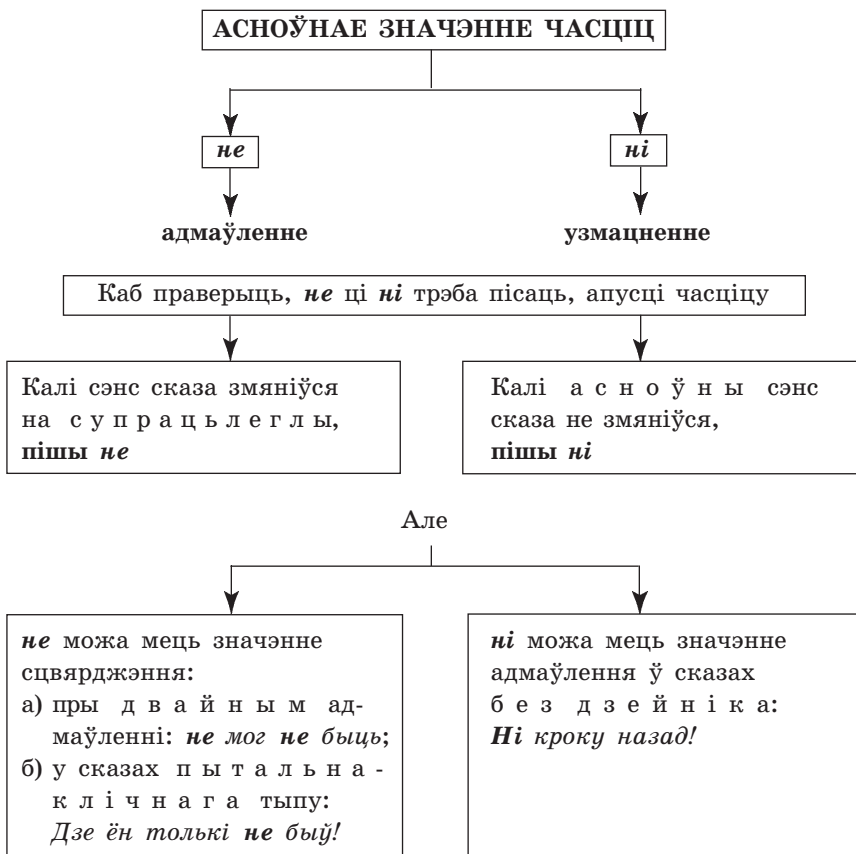 АСНОЎНАЕ ЗНАЧЭННЕ ЧАСЦІЦ
не
ні
адмаўленне
узмацненне
Каб праверыць, не ці ні трэба пісаць, апусці часціцу
Калі сэнс сказа змяніўся
на супрацьлеглы,
пішы не
Калі асноўны сэнс
сказа не змяніўся,
пішы ні
Але
не можа мець значэнне
сцвярджэння:
а) пры двайным ад-
маўленні: не мог не быць;
б) у сказах пытальна-
клічнага тыпу:
Дзе ён толькі не быў!
ні можа мець значэнне
адмаўлення ў сказах
без дзейніка:
Ні кроку назад!